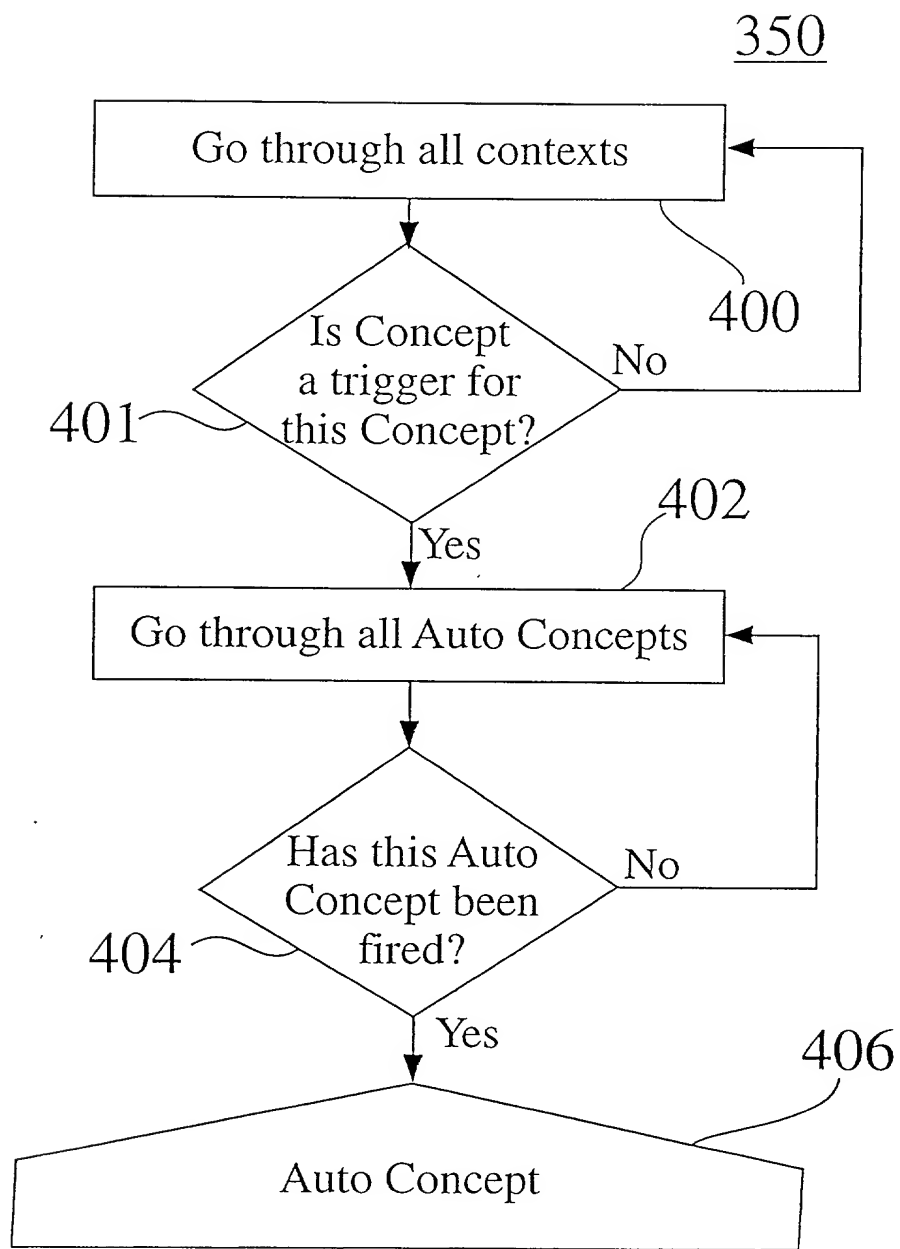 350
Go through all contexts
400
Is Concept
a trigger for
this Concept?
No
401
Yes
402
Go through all Auto Concepts
Has this Auto
Concept been
fired?
No
404
Yes
406
Auto Concept